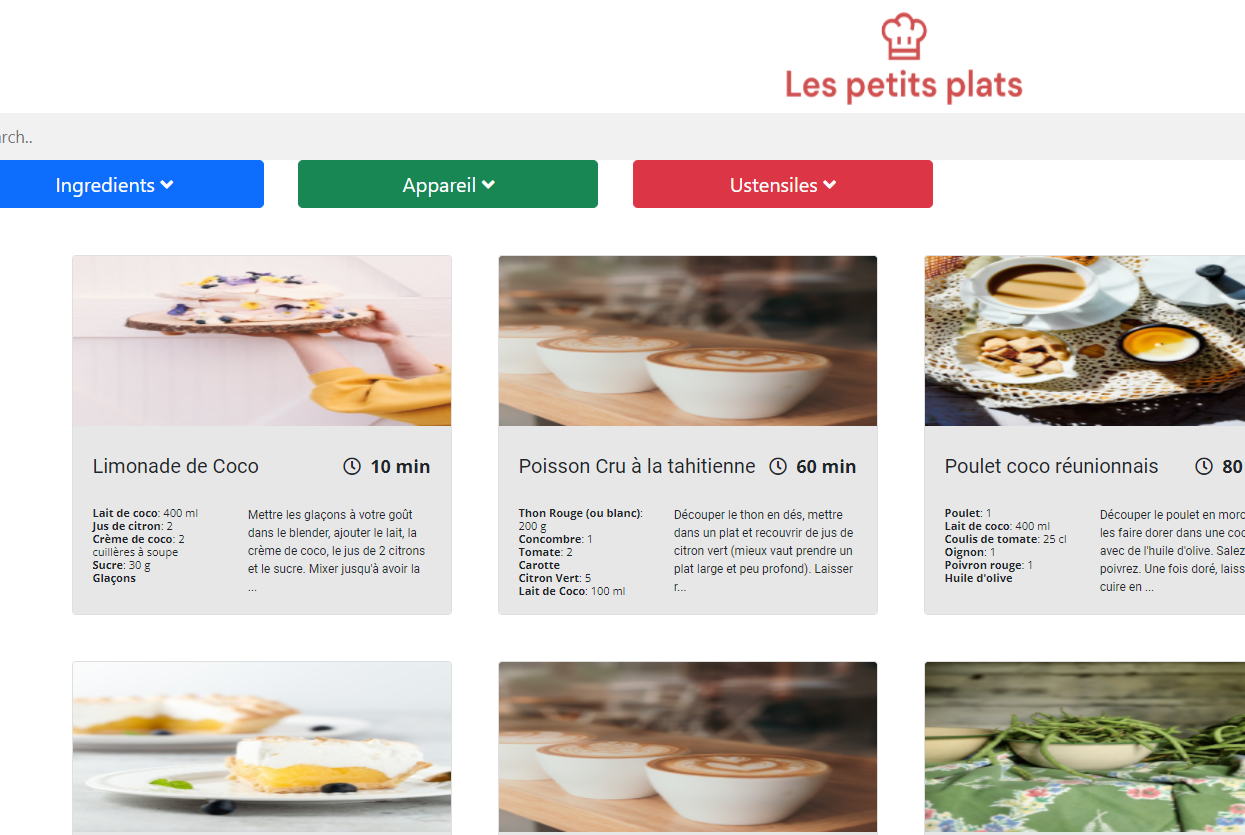 Les petits plats
rch..
Ingredients
Appareil
Ustensiles
Limonade de Coco
10 min
Lait de coco: 400 ml
Jus de citron: 2
Crème de coco: 2
cuillères à soupe
Sucre: 30 g
Glaçons
Mettre les glaçons à votre goût
dans le blender, ajouter le lait, la
crème de coco, le jus de 2 citrons
et le sucre. Mixer jusqu'à avoir la
...
Poisson Cru à la tahitienne
60 min
Thon Rouge (ou blanc):
200 g
Concombre: 1
Tomate: 2
Carotte
Citron Vert: 5
Lait de Coco: 100 ml
Découper le thon en dés, mettre
dans un plat et recouvrir de jus de
citron vert (mieux vaut prendre un
plat large et peu profond). Laisser
r...
Poulet coco réunionnais
80
Poulet: 1
Lait de coco: 400 ml
Coulis de tomate: 25 cl
Oignon: 1
Poivron rouge: 1
Huile d'olive
Découper le poulet en morc
les faire dorer dans une coc
avec de l'huile d'olive. Salez
poivrez. Une fois doré, laiss
cuire en ...